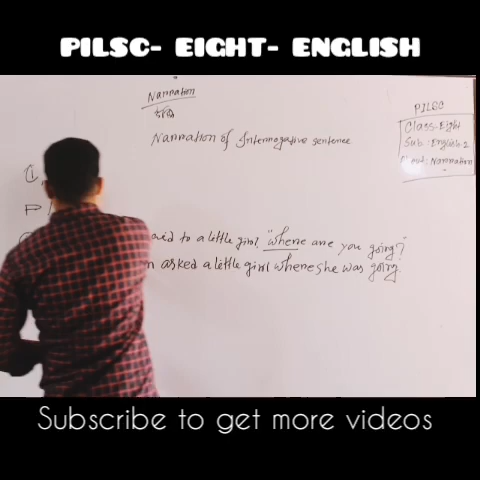 PILSC- EIGHT- ENGLISH
Narration
Narration of Interrogative sentence
PILSC
Class-Eight
Sub : English-2
Narration
to a little girl, "where are you going?"
asked a little girl where she was going.
Subscribe to get more videos